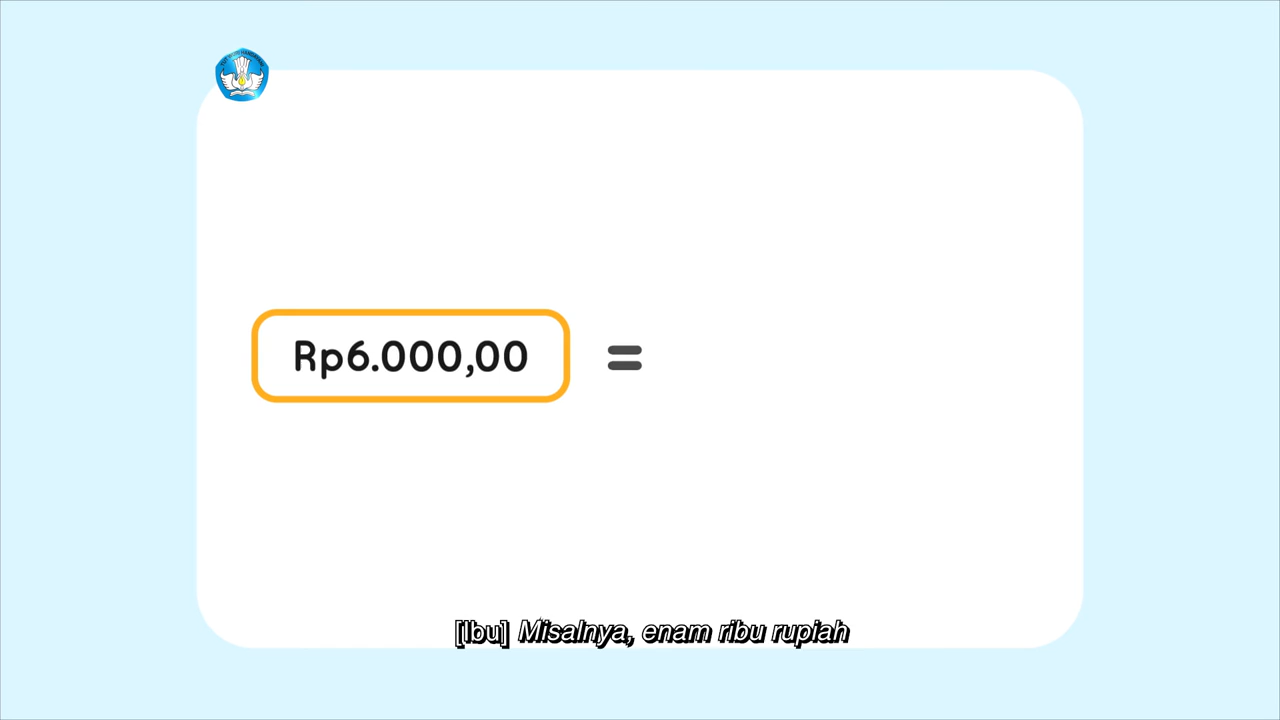 Rp6.000,00 =
[Ibu] Misalnya, enam ribu rupiah